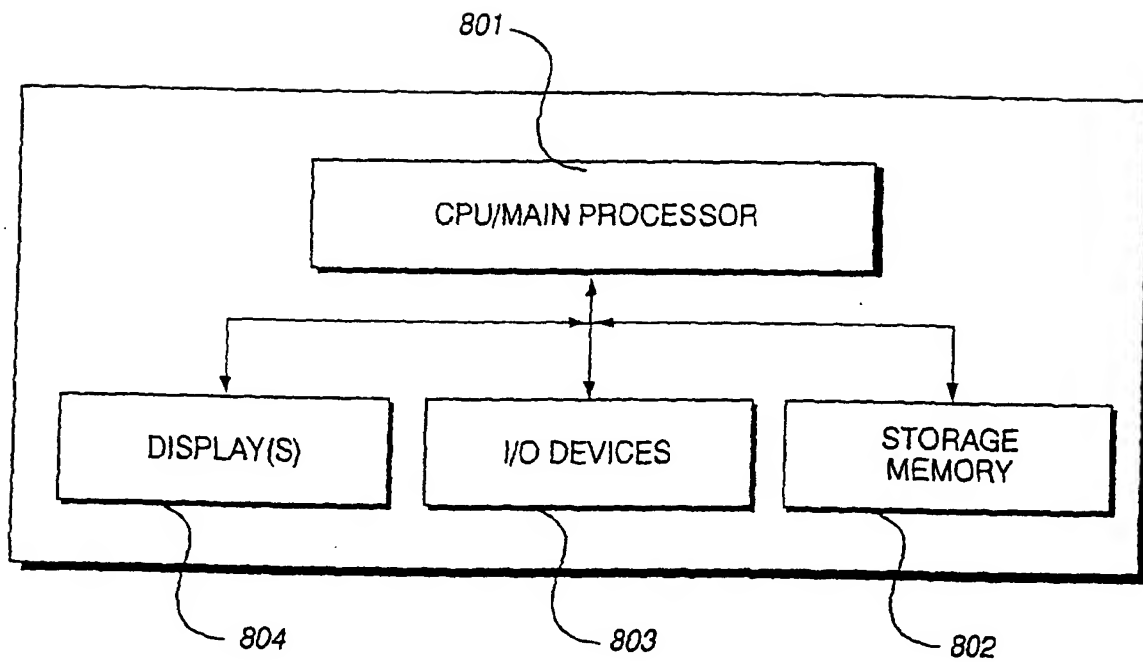 801
CPU/MAIN PROCESSOR
DISPLAY(S)
I/O DEVICES
STORAGE
MEMORY
804
803
802